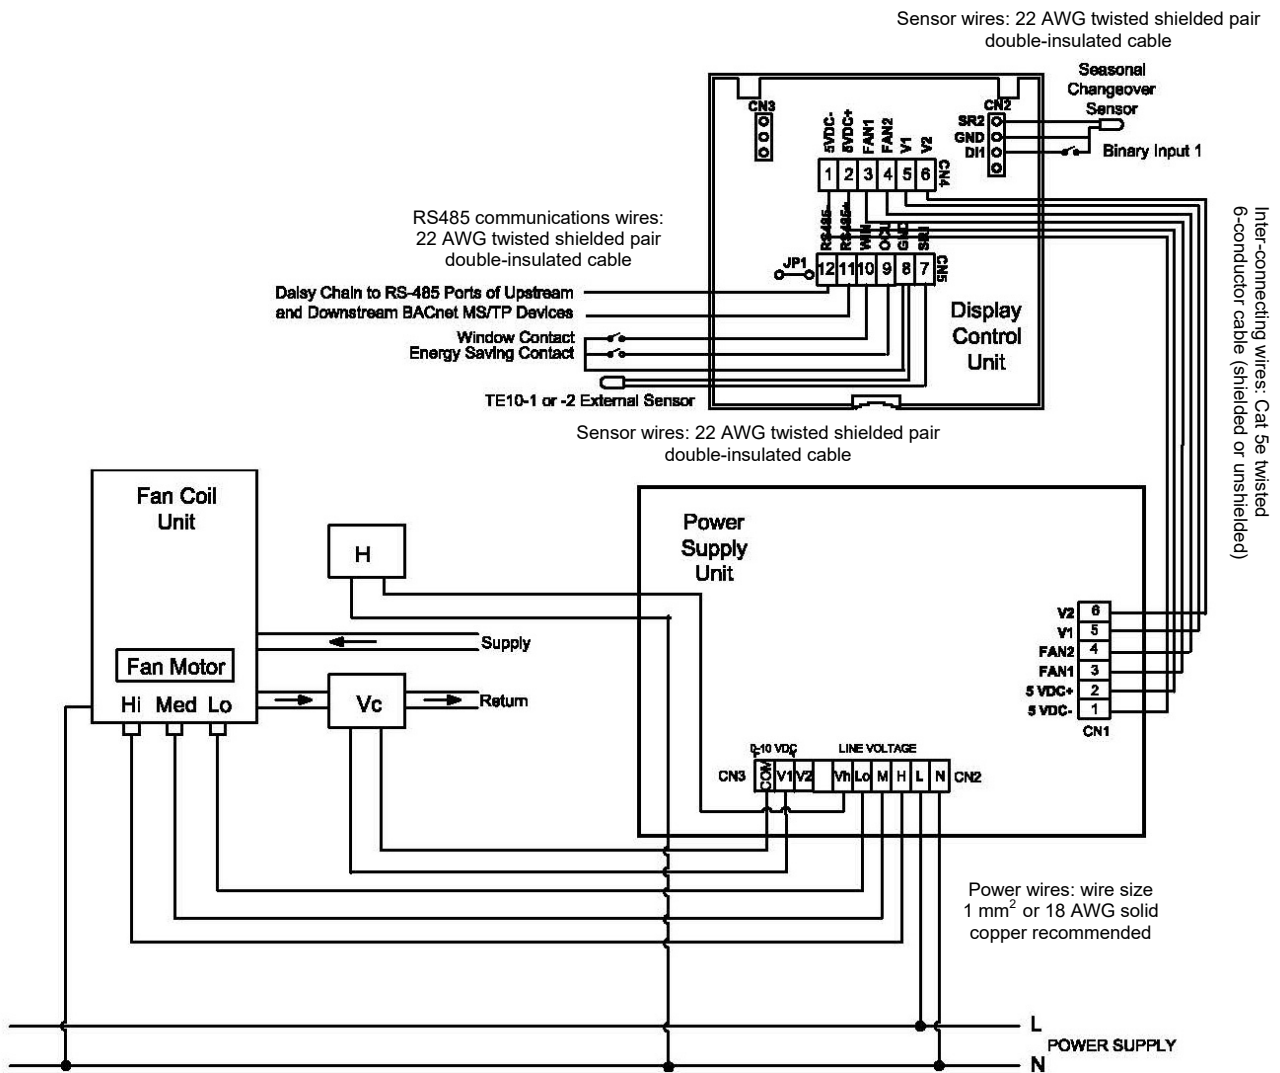 Sensor wires: 22 AWG twisted shielded pair
double-insulated cable
Seasonal
Changeover
Sensor
CN3
CN2
SR2
GND
DI1
Binary Input 1
5VDC-
5VDC+
FAN1
FAN2
V1
V2
1 2 3 4 5 6
CN4
RS485-
RS485+
WIN
OCU
GND
SR1
JP1
12 11 10 9 8 7
CN5
RS485 communications wires:
22 AWG twisted shielded pair
double-insulated cable
Daisy Chain to RS-485 Ports of Upstream
and Downstream BACnet MS/TP Devices
Window Contact
Energy Saving Contact
TE10-1 or -2 External Sensor
Display
Control
Unit
Inter-connecting wires: Cat 5e twisted
6-conductor cable (shielded or unshielded)
Sensor wires: 22 AWG twisted shielded pair
double-insulated cable
Fan Coil
Unit
H
Power
Supply
Unit
Supply
Fan Motor
Hi Med Lo
Vc
Return
V2 6
V1 5
FAN2 4
FAN1 3
5 VDC+ 2
5 VDC- 1
CN1
0-10 VDC
LINE VOLTAGE
CN3
COM V1 V2 Vh Lo M H L N
CN2
Power wires: wire size
1 mm² or 18 AWG solid
copper recommended
L
POWER SUPPLY
N